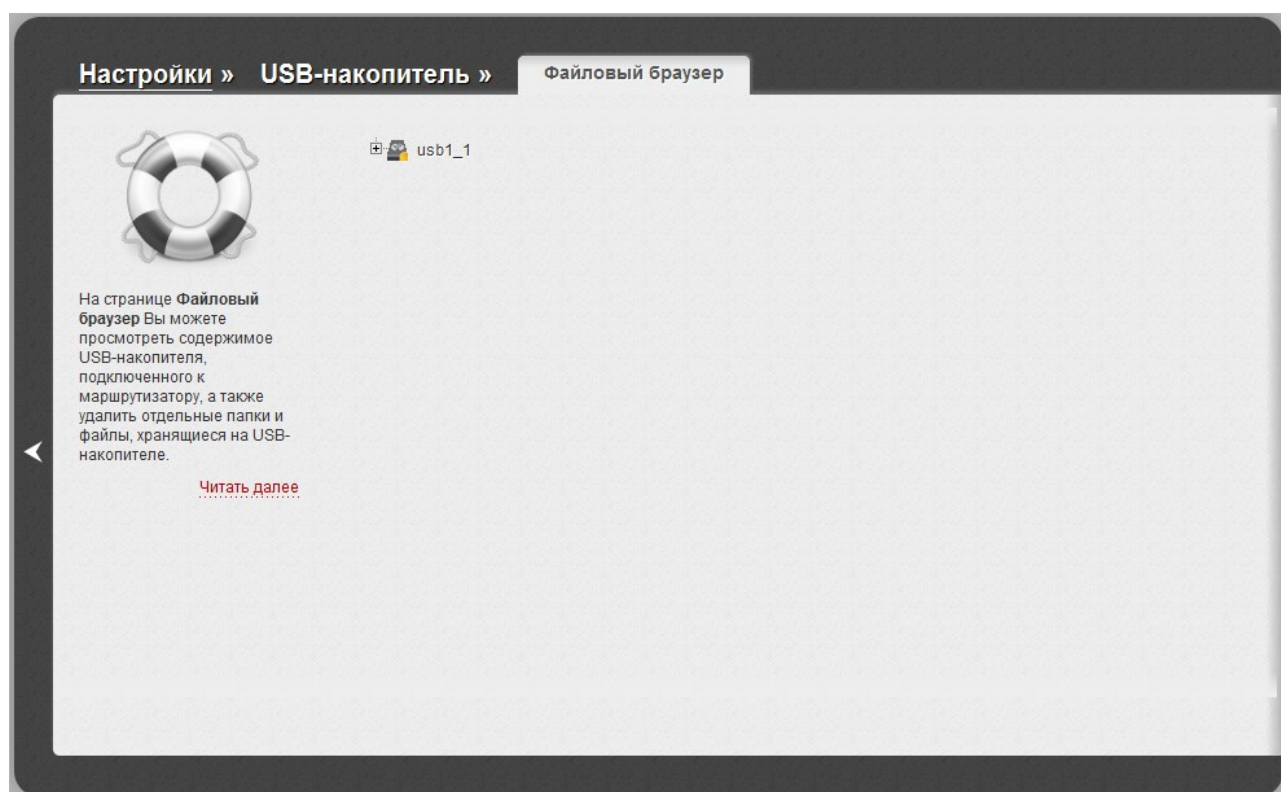 Настройки » USB-накопитель » Файловый браузер
usb1_1
На странице Файловый
браузер Вы можете
просмотреть содержимое
USB-накопителя,
подключенного к
маршрутизатору, а также
удалить отдельные папки и
файлы, хранящиеся на USB-
накопителе.
Читать далее